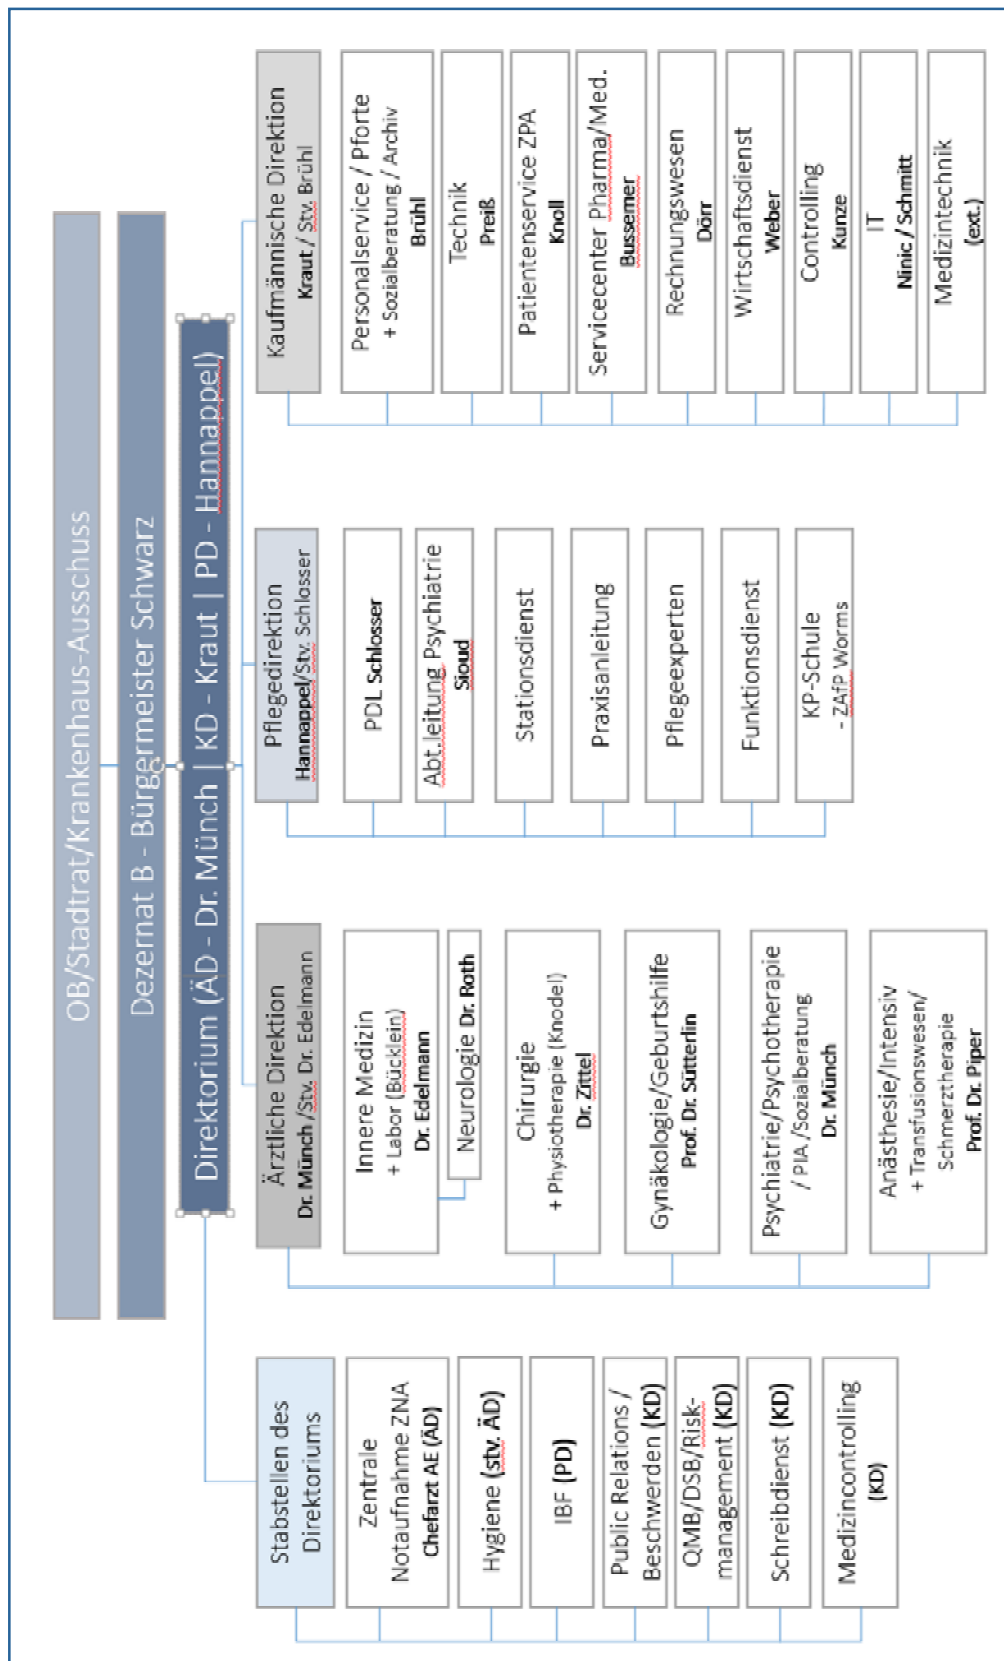 OB/Stadtrat/Krankenhaus-Ausschuss
Dezernat B - Bürgermeister Schwarz
Direktorium (ÄD - Dr. Münch | KD - Kraut | PD - Hannappel)
Stabstellen des
Direktoriums
Zentrale
Notaufnahme ZNA
Chefarzt AE (ÄD)
Hygiene (stv. ÄD)
IBF (PD)
Public Relations /
Beschwerden (KD)
QMB/DSB/Risk-
management (KD)
Schreibdienst (KD)
Medizincontrolling
(KD)
Ärztliche Direktion
Dr. Münch /Stv. Dr. Edelmann
Innere Medizin
+ Labor (Bücklein)
Dr. Edelmann
Neurologie Dr. Roth
Chirurgie
+ Physiotherapie (Knodel)
Dr. Zittel
Gynäkologie/Geburtshilfe
Prof. Dr. Sütterlin
Psychiatrie/Psychotherapie
/ PIA /Sozialberatung
Dr. Münch
Anästhesie/Intensiv
+ Transfusionswesen/
Schmerztherapie
Prof. Dr. Piper
Pflegedirektion
Hannappel/Stv. Schlosser
PDL Schlosser
Abt.leitung Psychiatrie
Sioud
Stationsdienst
Praxisanleitung
Pflegeexperten
Funktionsdienst
KP-Schule
- ZAfP Worms
Kaufmännische Direktion
Kraut / Stv. Brühl
Personalservice / Pforte
+ Sozialberatung / Archiv
Brühl
Technik
Preiß
Patientenservice ZPA
Knoll
Servicecenter Pharma/Med.
Bussemer
Rechnungswesen
Dörr
Wirtschaftsdienst
Weber
Controlling
Kunze
IT
Ninic / Schmitt
Medizintechnik
(ext.)